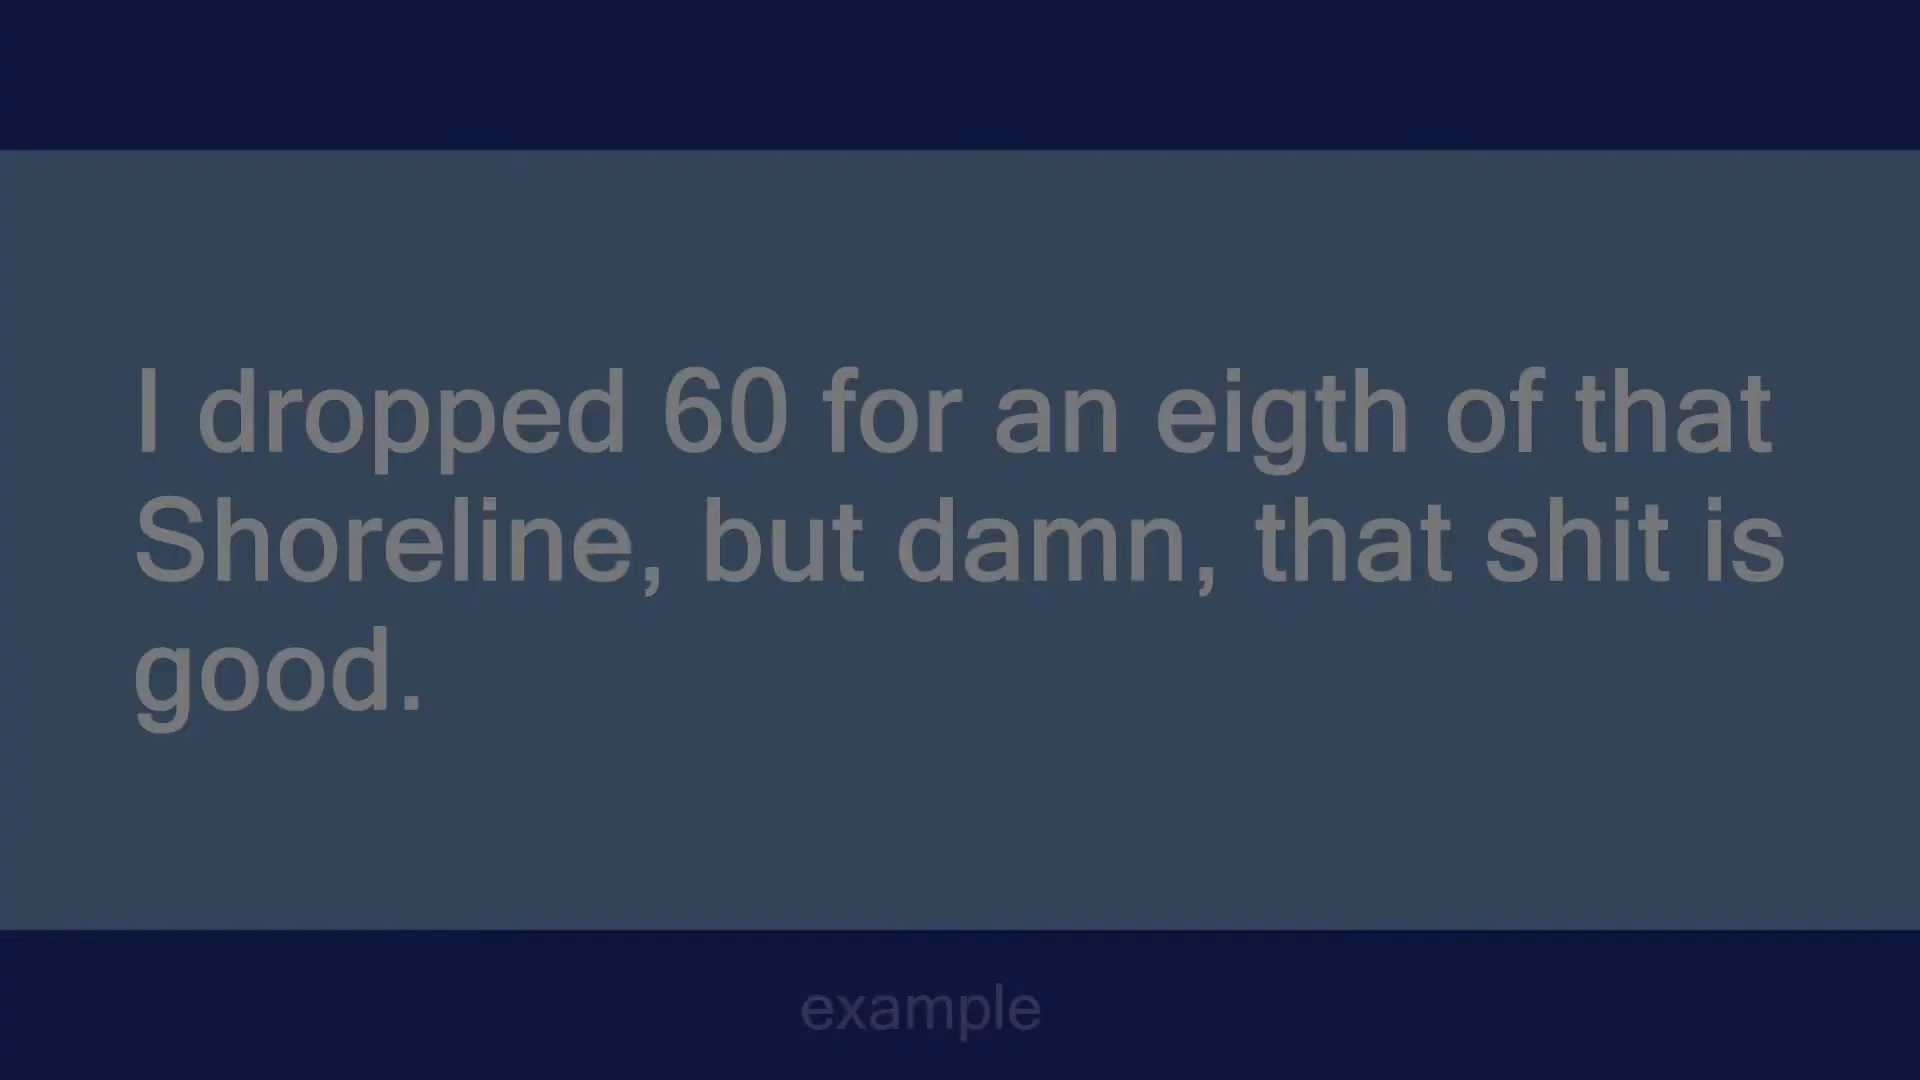 I dropped 60 for an eigth of that
Shoreline, but damn, that shit is
good.
example